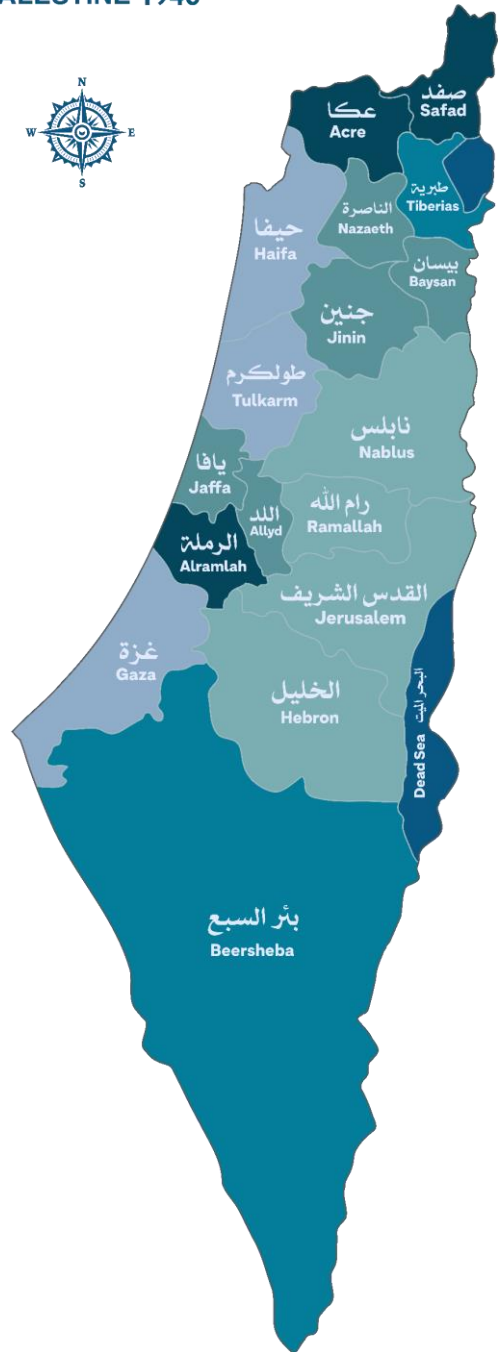 PALESTINE
N
W
E
S
صفد
Safad
عكا
Acre
طبرية
Tiberias
الناصرة
Nazaeth
حيفا
Haifa
بيسان
Baysan
جنين
Jinin
طولكرم
Tulkarm
نابلس
Nablus
يافا
Jaffa
اللد
Allyd
رام الله
Ramallah
الرملة
Alramlah
القدس الشريف
Jerusalem
غزة
Gaza
الخليل
Hebron
البحر الميت
Dead Sea
بئر السبع
Beersheba